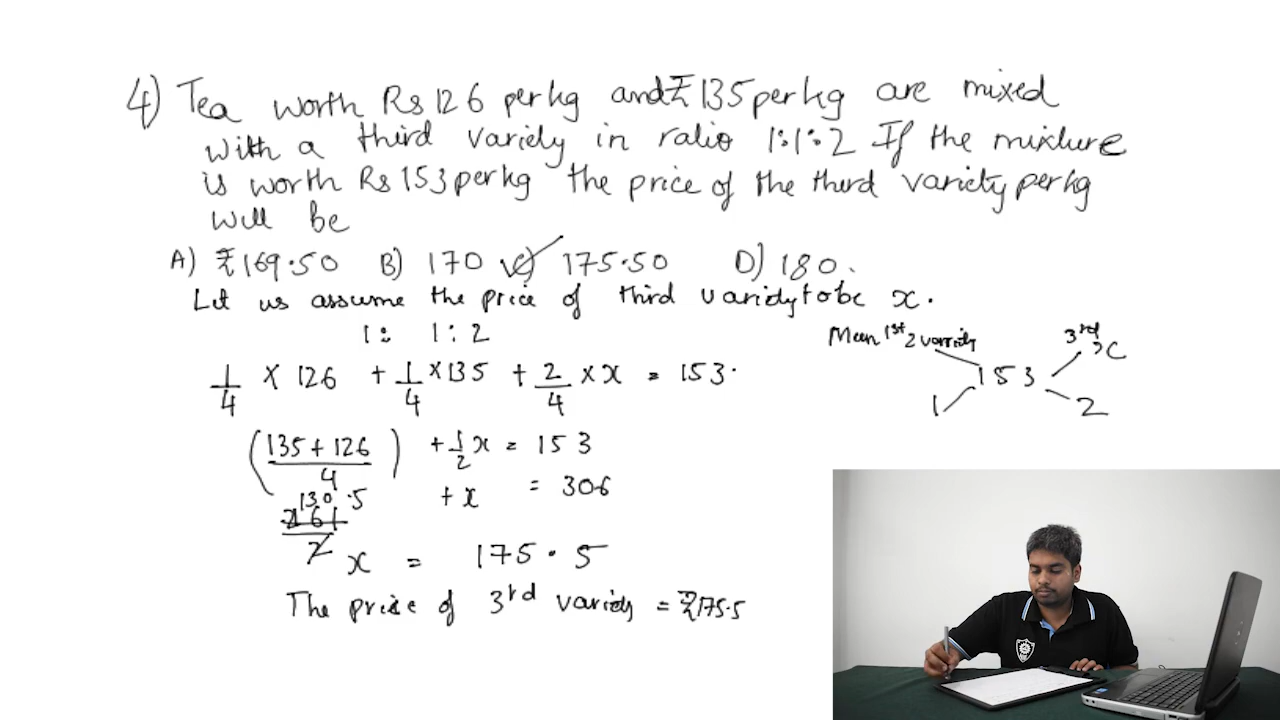 4) Tea worth Rs 126 per kg and ₹ 135 per kg are mixed
with a third variely in ratio 1:1:2 If the mixture
is worth Rs 153 per kg the price of the third variety per kg
will be
A) ₹169.50 B) 170 C) 175.50 D) 180.
Let us assume the price of third variety to be x.
1: 1:2
Mean 1st 2 variety
3rd
x
1/4 × 126 + 1/4 × 135 + 2/4 × x = 153.
153
1 2
(135 + 126 / 4) + 1/2 x = 153
130.5 + x = 306
261/2
x = 175.5
The price of 3rd variety = ₹175.5